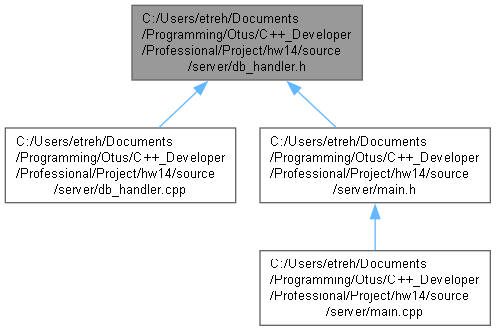 C:/Users/etreh/Documents
/Programming/Otus/C++_Developer
/Professional/Project/hw14/source
/server/db_handler.h
C:/Users/etreh/Documents
/Programming/Otus/C++_Developer
/Professional/Project/hw14/source
/server/db_handler.cpp
C:/Users/etreh/Documents
/Programming/Otus/C++_Developer
/Professional/Project/hw14/source
/server/main.h
C:/Users/etreh/Documents
/Programming/Otus/C++_Developer
/Professional/Project/hw14/source
/server/main.cpp